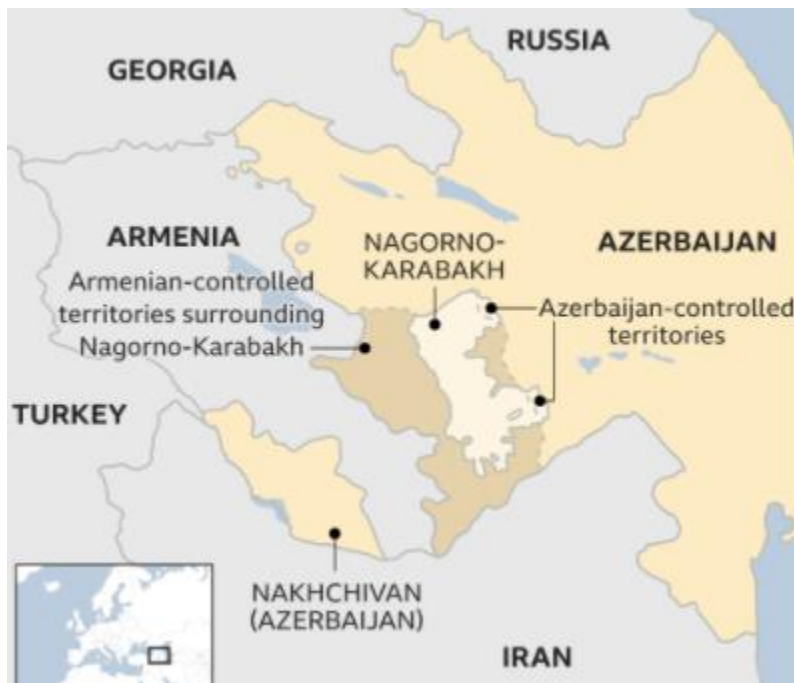 RUSSIA
GEORGIA
ARMENIA
NAGORNO-
KARABAKH
AZERBAIJAN
Armenian-controlled
territories surrounding
Nagorno-Karabakh
Azerbaijan-controlled
territories
TURKEY
NAKHCHIVAN
(AZERBAIJAN)
IRAN